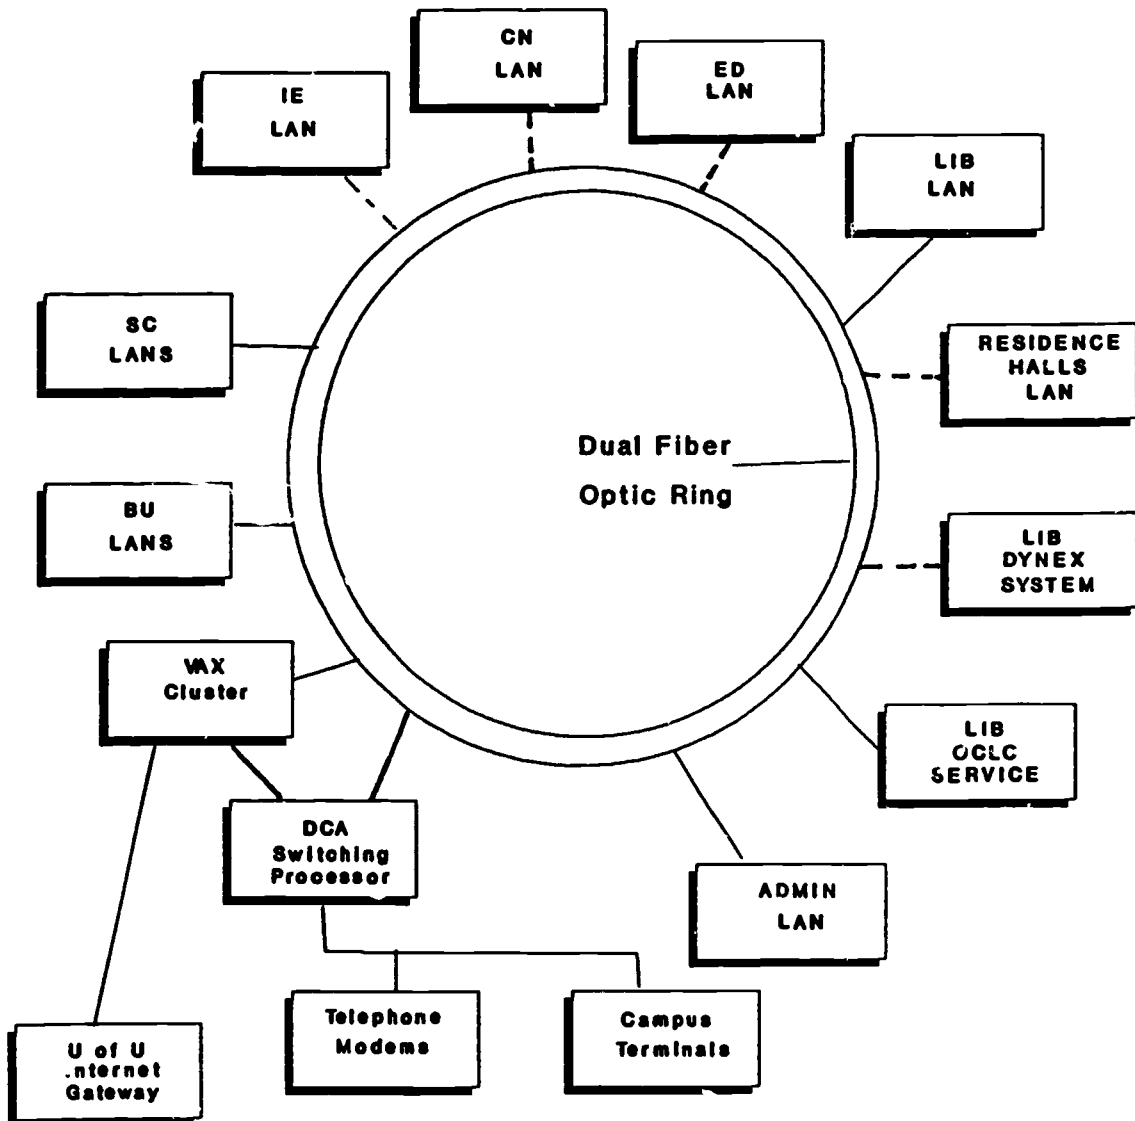 CN
LAN
ED
LAN
IE
LAN
LIB
LAN
SC
LANS
RESIDENCE
HALLS
LAN
Dual Fiber
Optic Ring
BU
LANS
LIB
DYNEX
SYSTEM
VAX
Cluster
LIB
OCLC
SERVICE
DCA
Switching
Processor
ADMIN
LAN
Telephone
Modems
Campus
Terminals
U of U
.nternet
Gateway